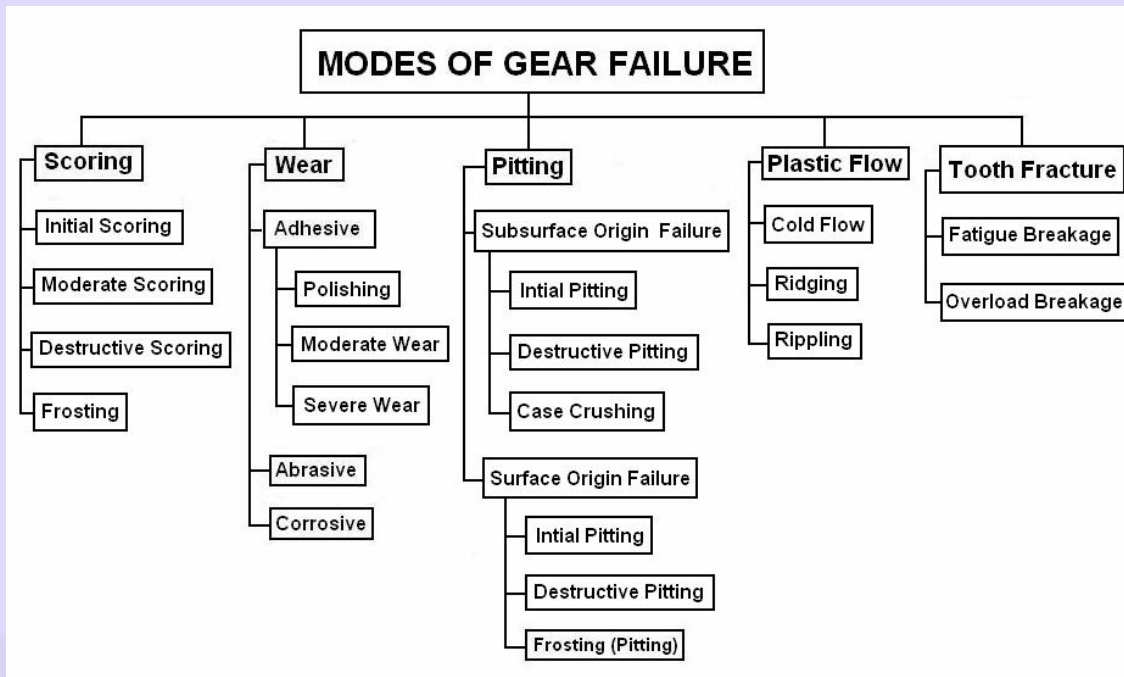 MODES OF GEAR FAILURE
Scoring
Initial Scoring
Moderate Scoring
Destructive Scoring
Frosting
Wear
Adhesive
Polishing
Moderate Wear
Severe Wear
Abrasive
Corrosive
Pitting
Subsurface Origin Failure
Intial Pitting
Destructive Pitting
Case Crushing
Surface Origin Failure
Intial Pitting
Destructive Pitting
Frosting (Pitting)
Plastic Flow
Cold Flow
Ridging
Rippling
Tooth Fracture
Fatigue Breakage
Overload Breakage